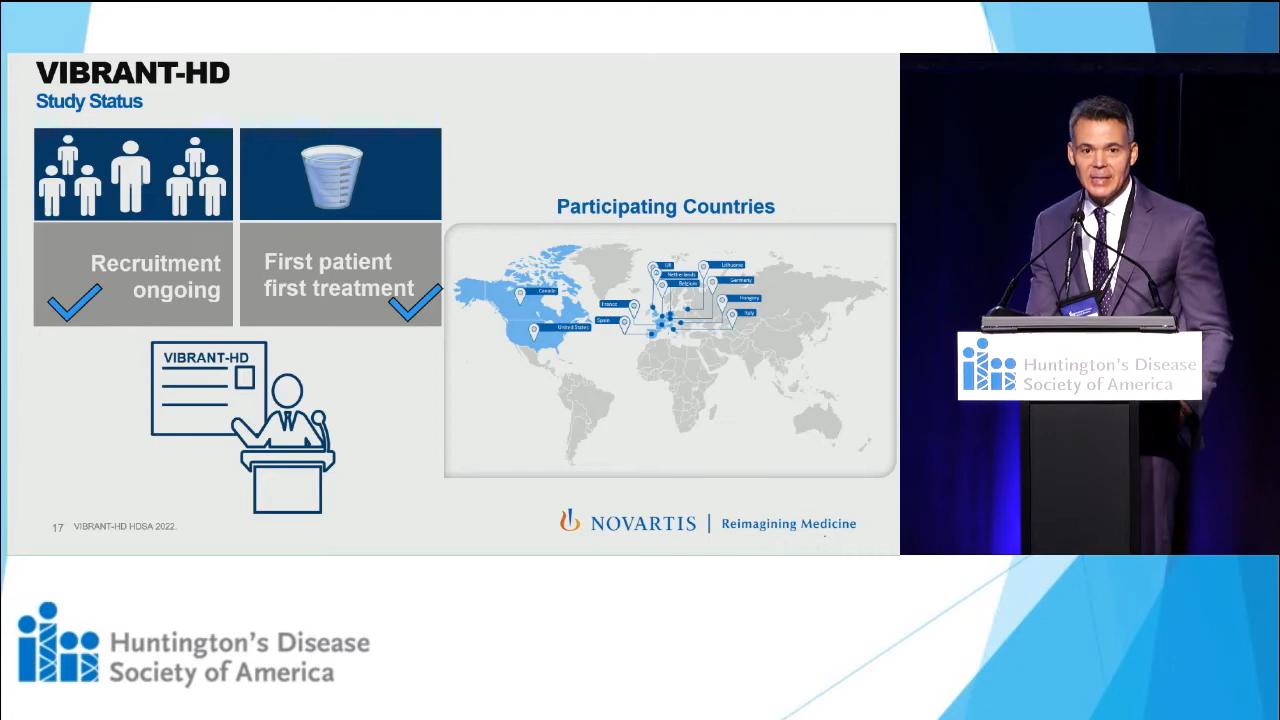 VIBRANT-HD
Study Status
Recruitment
ongoing
First patient
first treatment
VIBRANT-HD
Participating Countries
Canada
United States
France
Spain
UK
Netherlands
Belgium
Lithuania
Germany
Hungary
Italy
17 VIBRANT-HD HDSA 2022.
NOVARTIS | Reimagining Medicine
Huntington's Disease
Society of America
Huntington's Disease
Society of America